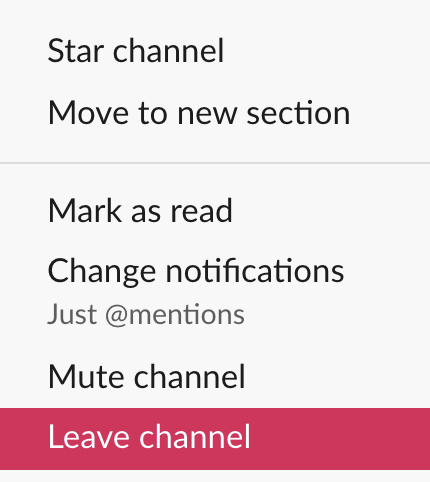 Star channel
Move to new section
Mark as read
Change notifications
Just @mentions
Mute channel
Leave channel